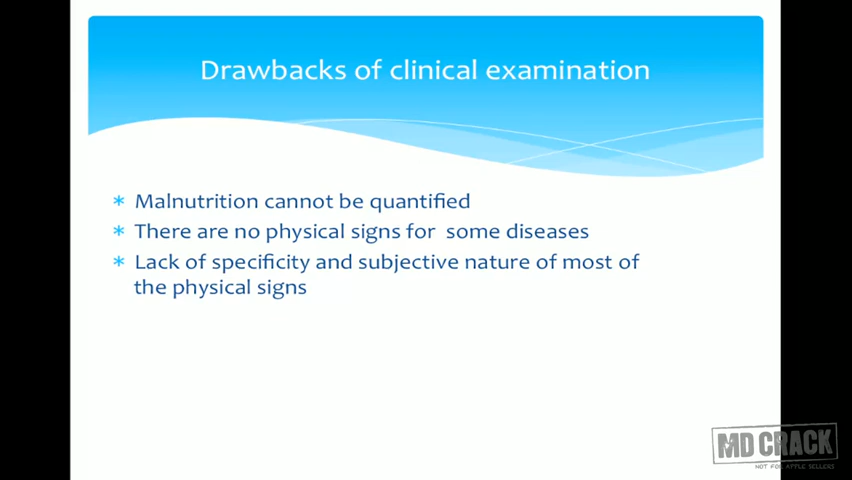 Drawbacks of clinical examination
* Malnutrition cannot be quantified
* There are no physical signs for some diseases
* Lack of specificity and subjective nature of most of
the physical signs
MD CRACK
NOT FOR APPLE SELLERS